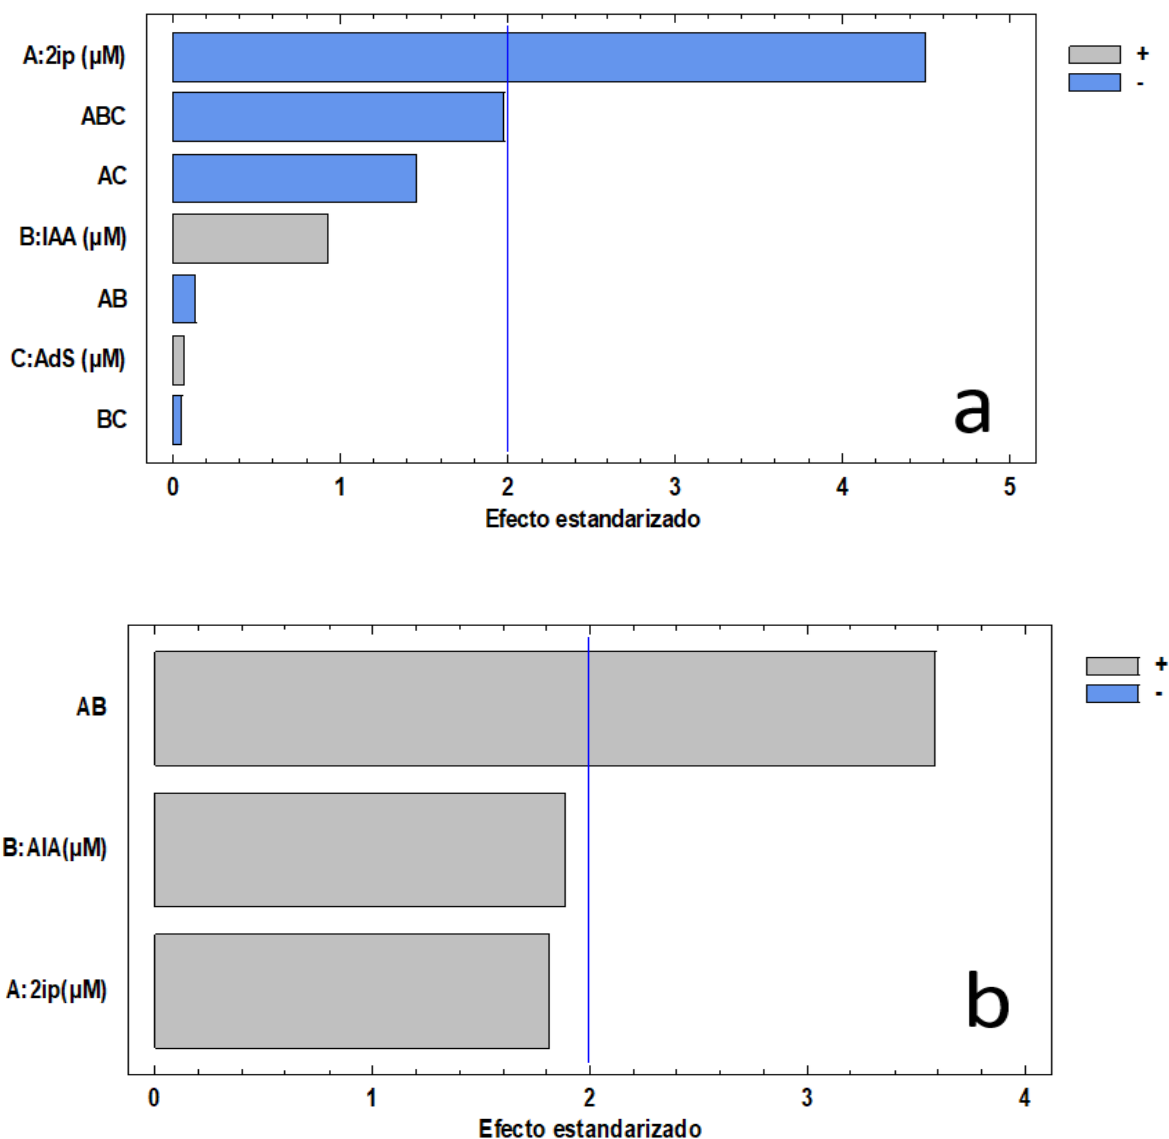 A:2ip (µM)
+
-
ABC
AC
B:IAA (µM)
AB
C:AdS (µM)
BC
a
0 1 2 3 4 5
Efecto estandarizado
+
-
AB
B:AIA(µM)
A:2ip(µM)
b
0 1 2 3 4
Efecto estandarizado